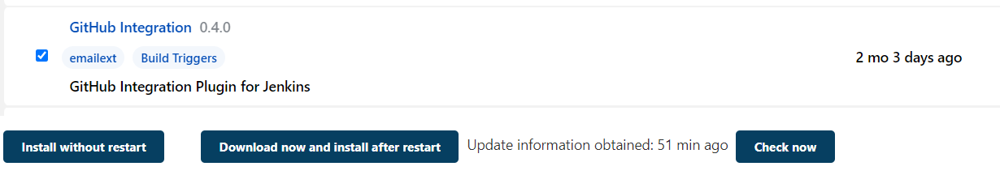 GitHub Integration 0.4.0
emailext Build Triggers
2 mo 3 days ago
GitHub Integration Plugin for Jenkins
Install without restart
Download now and install after restart
Update information obtained: 51 min ago
Check now